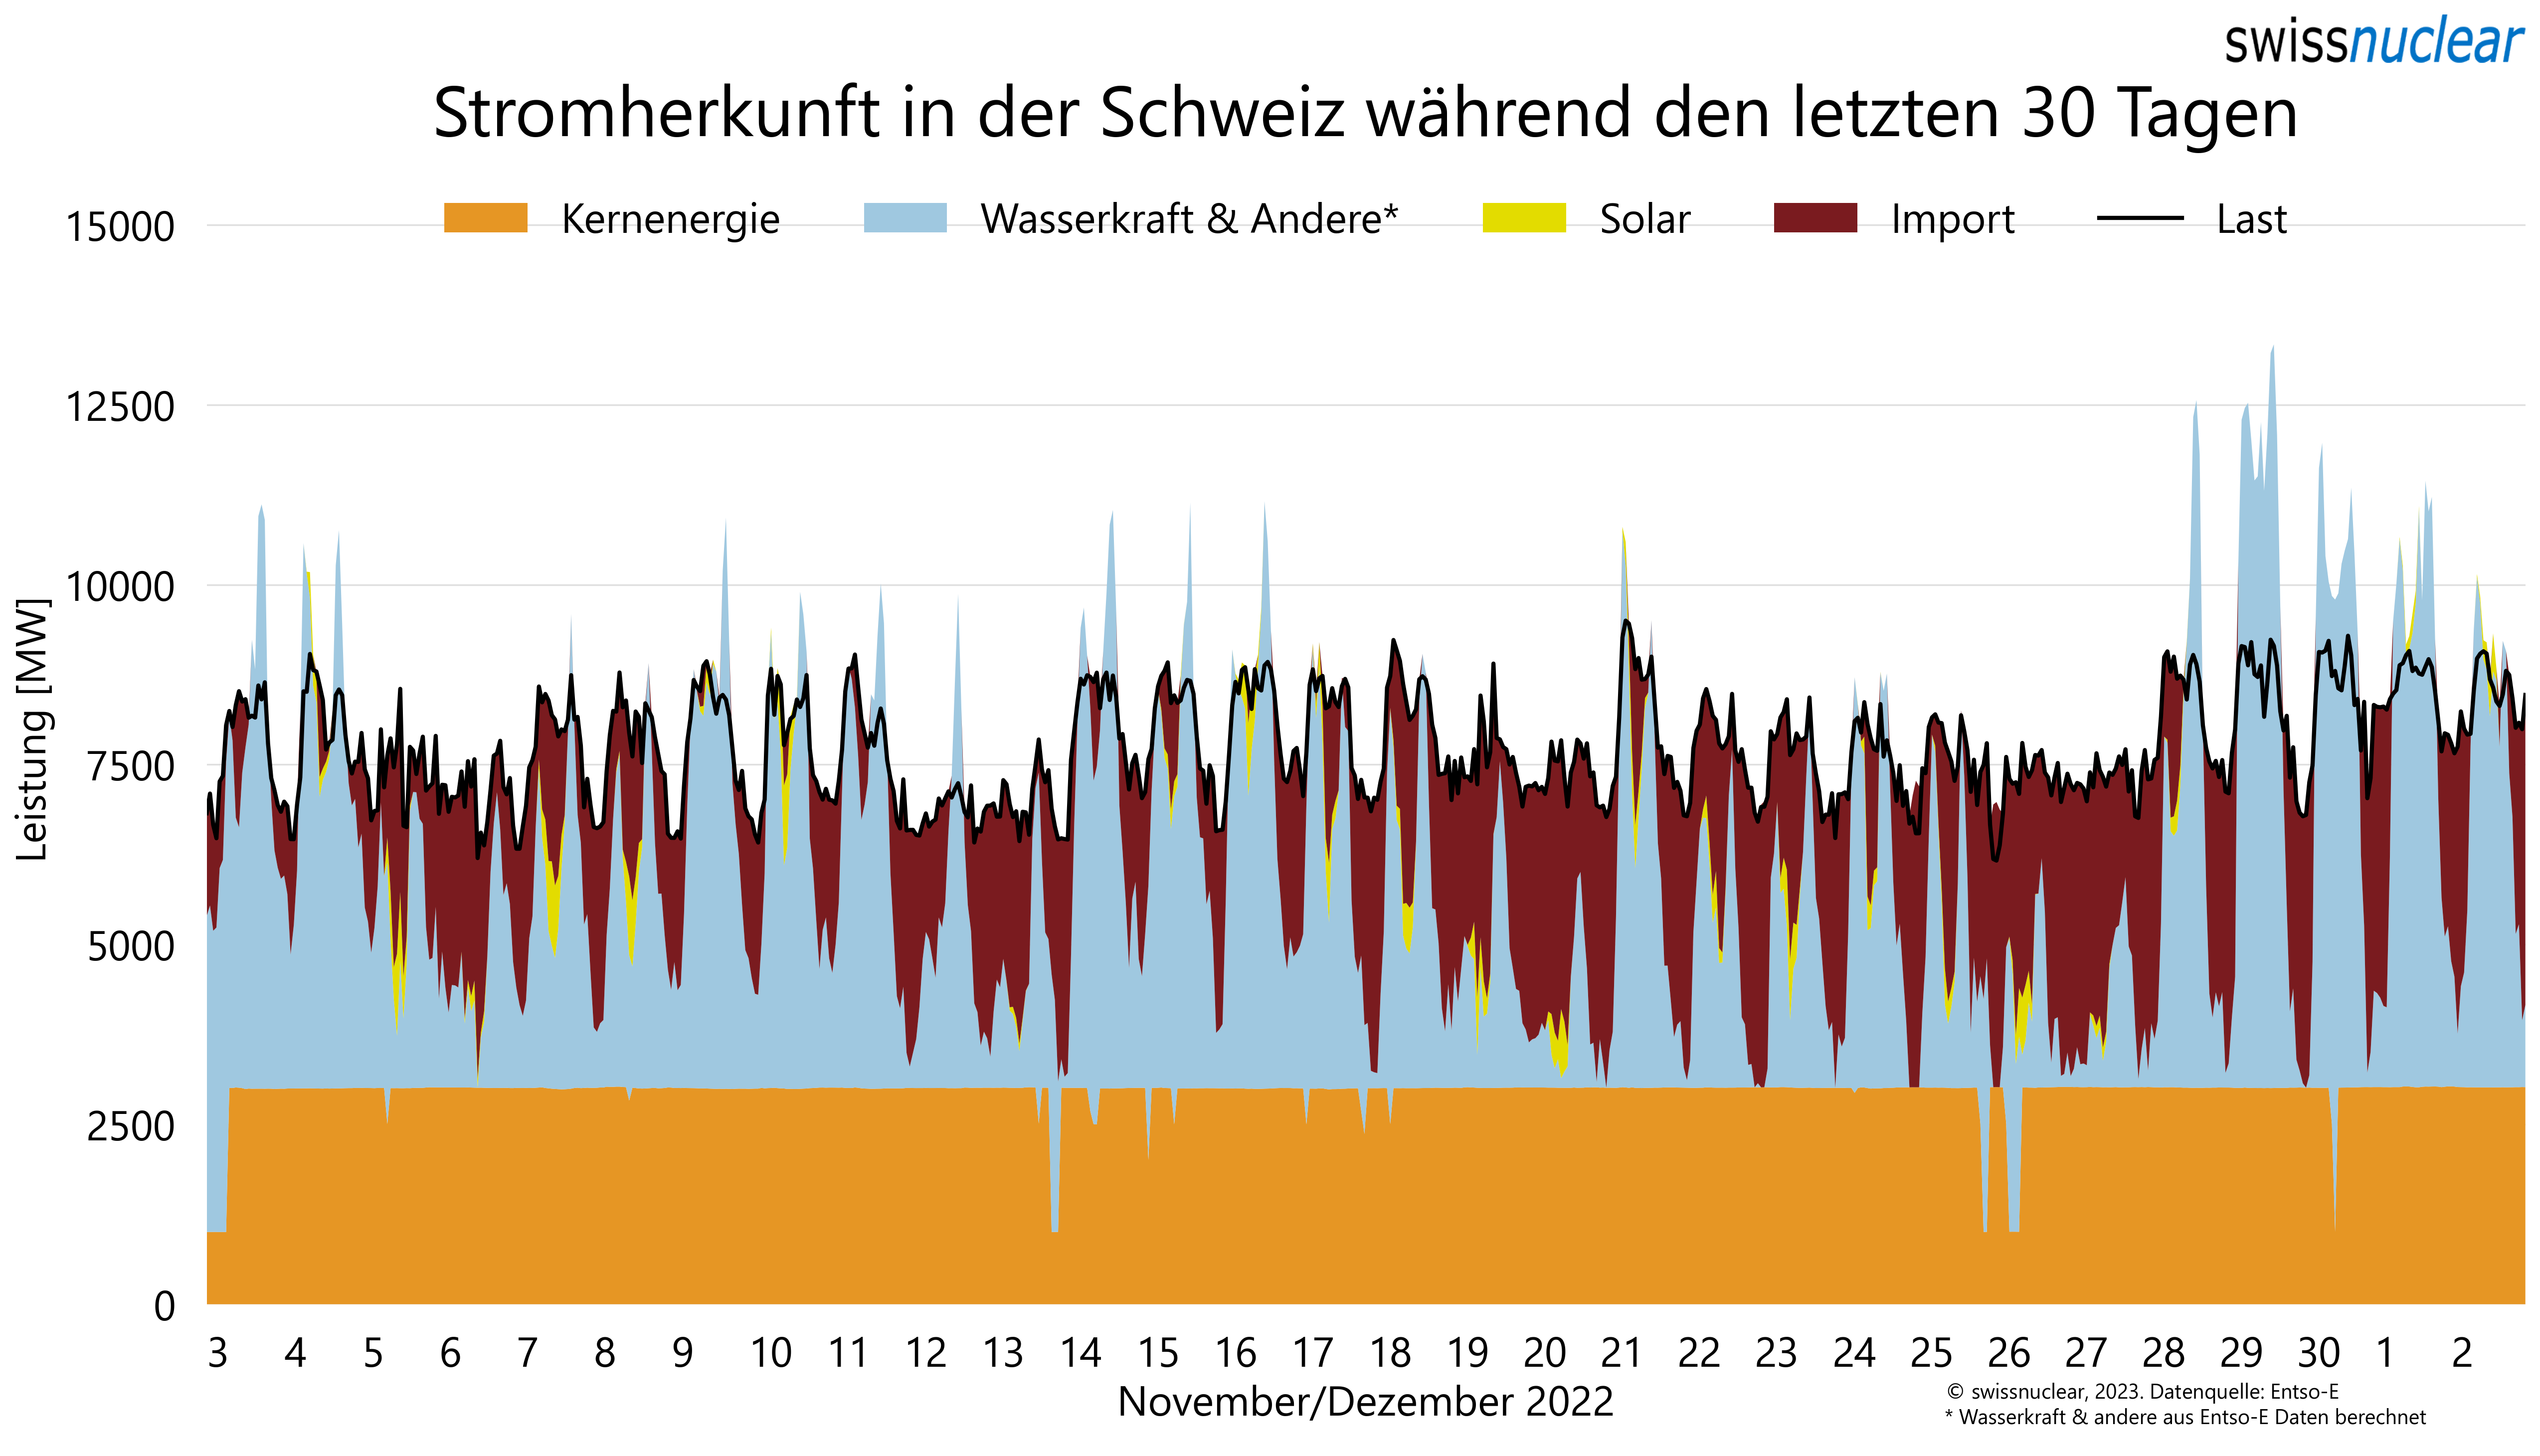 swissnuclear
Stromherkunft in der Schweiz während den letzten 30 Tagen
Kernenergie Wasserkraft & Andere* Solar Import Last
15000
12500
10000
7500
5000
2500
0
Leistung [MW]
3 4 5 6 7 8 9 10 11 12 13 14 15 16 17 18 19 20 21 22 23 24 25 26 27 28 29 30 1 2
November/Dezember 2022
© swissnuclear, 2023. Datenquelle: Entso-E
* Wasserkraft & andere aus Entso-E Daten berechnet